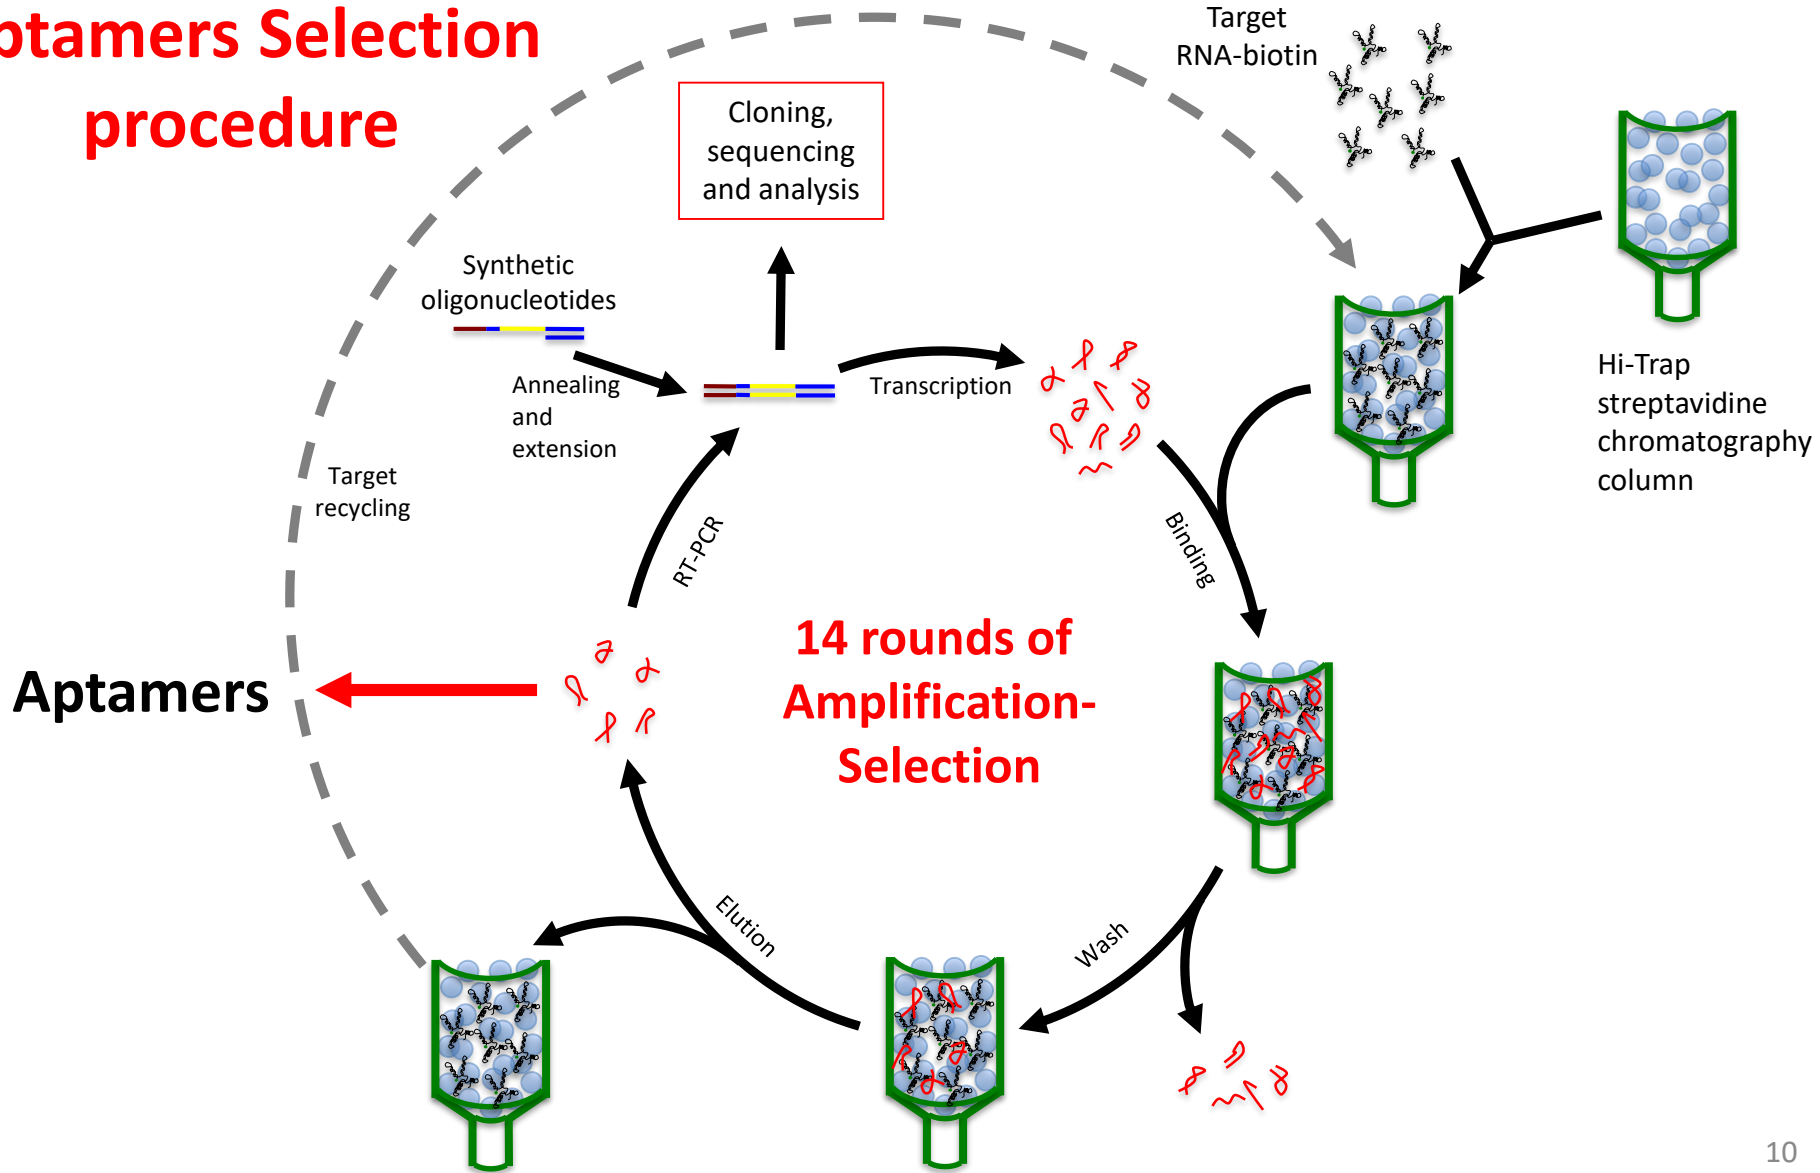 ptamers Selection
procedure
Target
RNA-biotin
Cloning,
sequencing
and analysis
Synthetic
oligonucleotides
Annealing
and
extension
Transcription
Hi-Trap
streptavidine
chromatography
column
Target
recycling
RT-PCR
Binding
14 rounds of
Amplification-
Selection
Aptamers
Elution
Wash
10